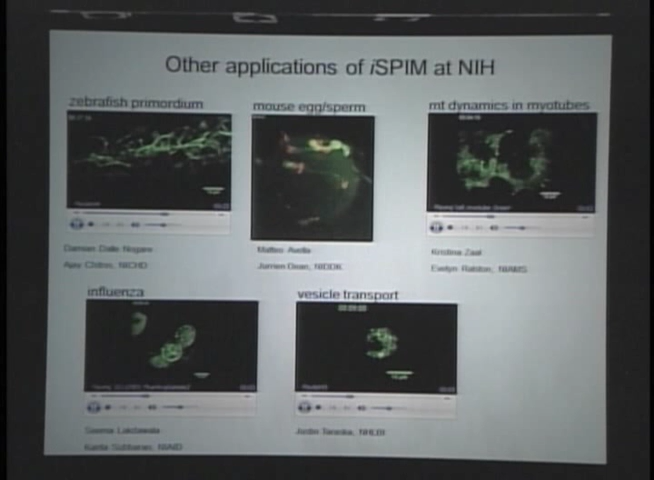 Other applications of iSPIM at NIH
zebrafish primordium
mouse egg/sperm
mt dynamics in myotubes
Damian Dalle Nogare
Ajay Chitnis, NICHD
Matteo Avella
Jurrien Dean, NIDDK
Kristina Zaal
Evelyn Ralston, NIAMS
influenza
vesicle transport
Seema Lakdawala
NIAID
Justin Taraska, NHLBI